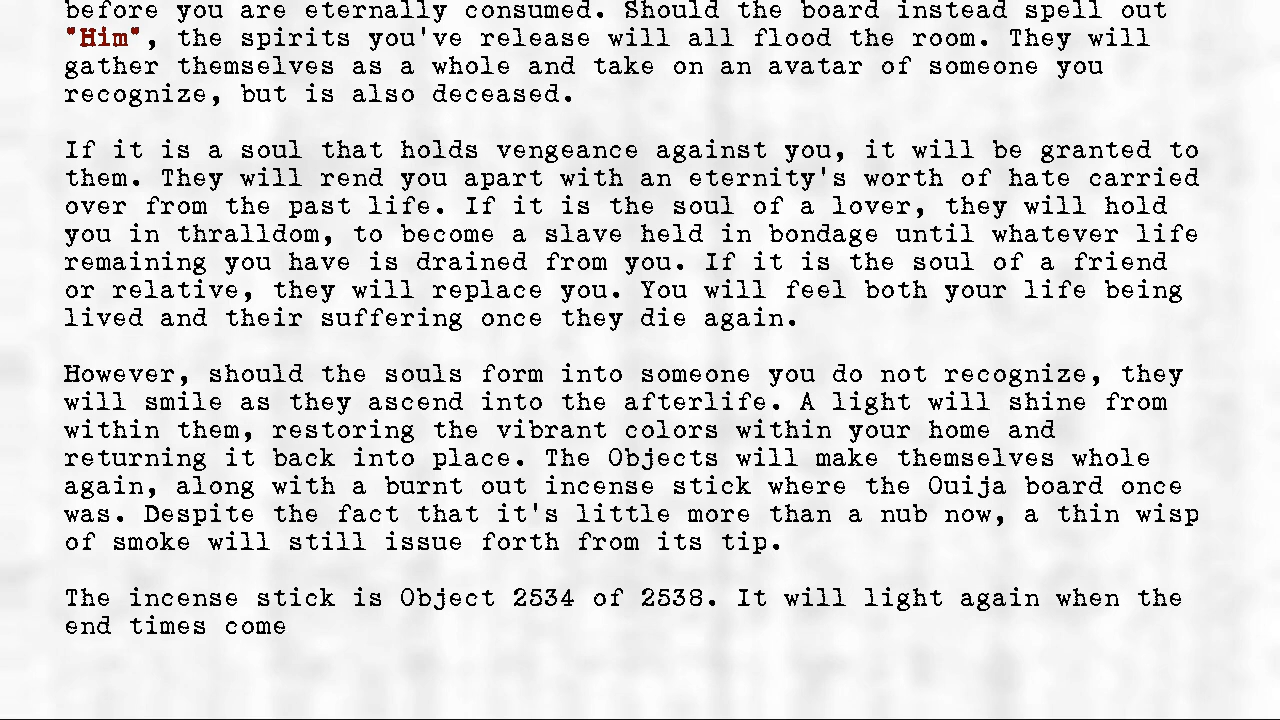 before you are eternally consumed. Should the board instead spell out
"Him", the spirits you've release will all flood the room. They will
gather themselves as a whole and take on an avatar of someone you
recognize, but is also deceased.
If it is a soul that holds vengeance against you, it will be granted to
them. They will rend you apart with an eternity's worth of hate carried
over from the past life. If it is the soul of a lover, they will hold
you in thralldom, to become a slave held in bondage until whatever life
remaining you have is drained from you. If it is the soul of a friend
or relative, they will replace you. You will feel both your life being
lived and their suffering once they die again.
However, should the souls form into someone you do not recognize, they
will smile as they ascend into the afterlife. A light will shine from
within them, restoring the vibrant colors within your home and
returning it back into place. The Objects will make themselves whole
again, along with a burnt out incense stick where the Ouija board once
was. Despite the fact that it's little more than a nub now, a thin wisp
of smoke will still issue forth from its tip.
The incense stick is Object 2534 of 2538. It will light again when the
end times come